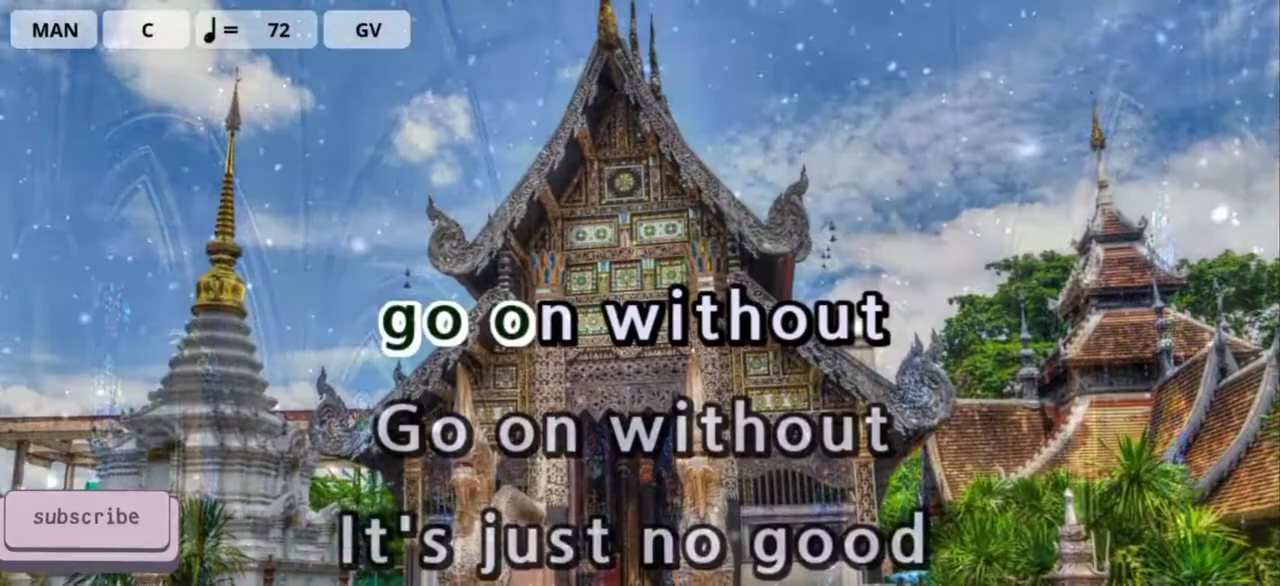 MAN C ♩= 72 GV
go on without
Go on without
It's just no good
subscribe